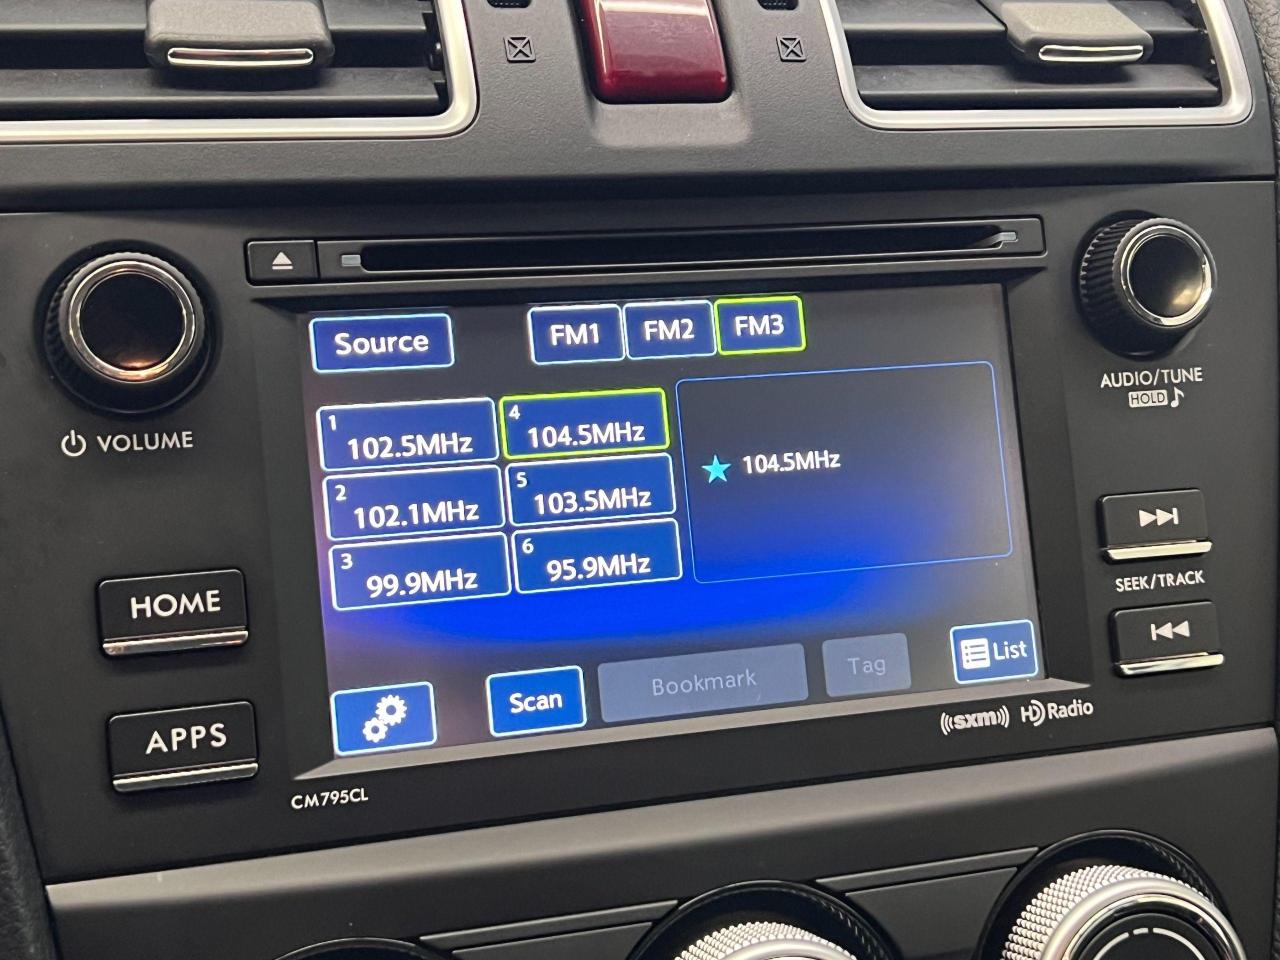 Source
FM1
FM2
FM3
1
102.5MHz
4
104.5MHz
2
102.1MHz
5
103.5MHz
3
99.9MHz
6
95.9MHz
104.5MHz
Scan
Bookmark
Tag
List
VOLUME
HOME
APPS
AUDIO/TUNE
HOLD
SEEK/TRACK
CM795CL
((sxm))
HD Radio